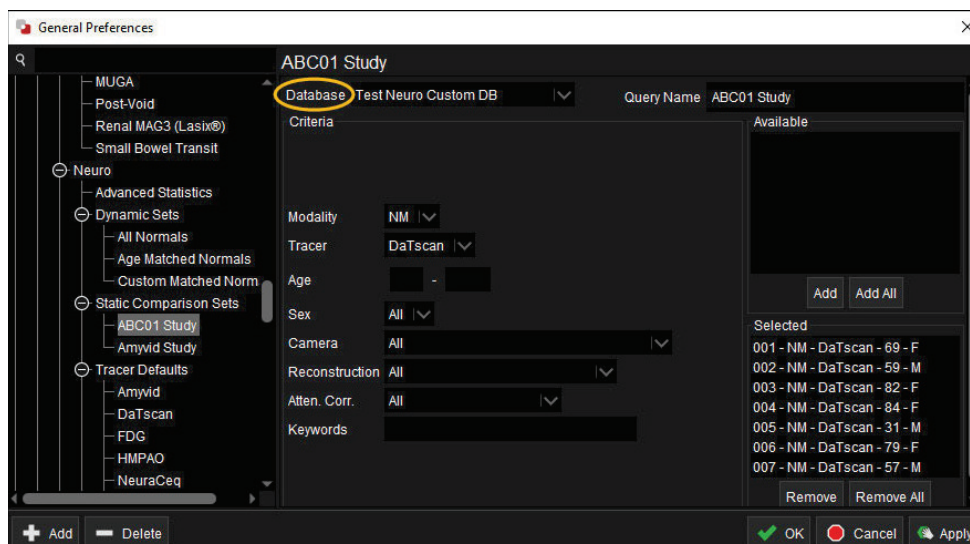 General Preferences
ABC01 Study
MUGA
Post-Void
Renal MAG3 (Lasix®)
Small Bowel Transit
Neuro
Advanced Statistics
Dynamic Sets
All Normals
Age Matched Normals
Custom Matched Norm
Static Comparison Sets
ABC01 Study
Amyvid Study
Tracer Defaults
Amyvid
DaTscan
FDG
HMPAO
NeuraCeq
Database Test Neuro Custom DB Query Name ABC01 Study
Criteria
Modality NM
Tracer DaTscan
Age -
Sex All
Camera All
Reconstruction All
Atten. Corr. All
Keywords
Available
Add Add All
Selected
001 - NM - DaTscan - 69 - F
002 - NM - DaTscan - 59 - M
003 - NM - DaTscan - 82 - F
004 - NM - DaTscan - 84 - F
005 - NM - DaTscan - 31 - M
006 - NM - DaTscan - 79 - F
007 - NM - DaTscan - 57 - M
Remove Remove All
Add Delete OK Cancel Apply